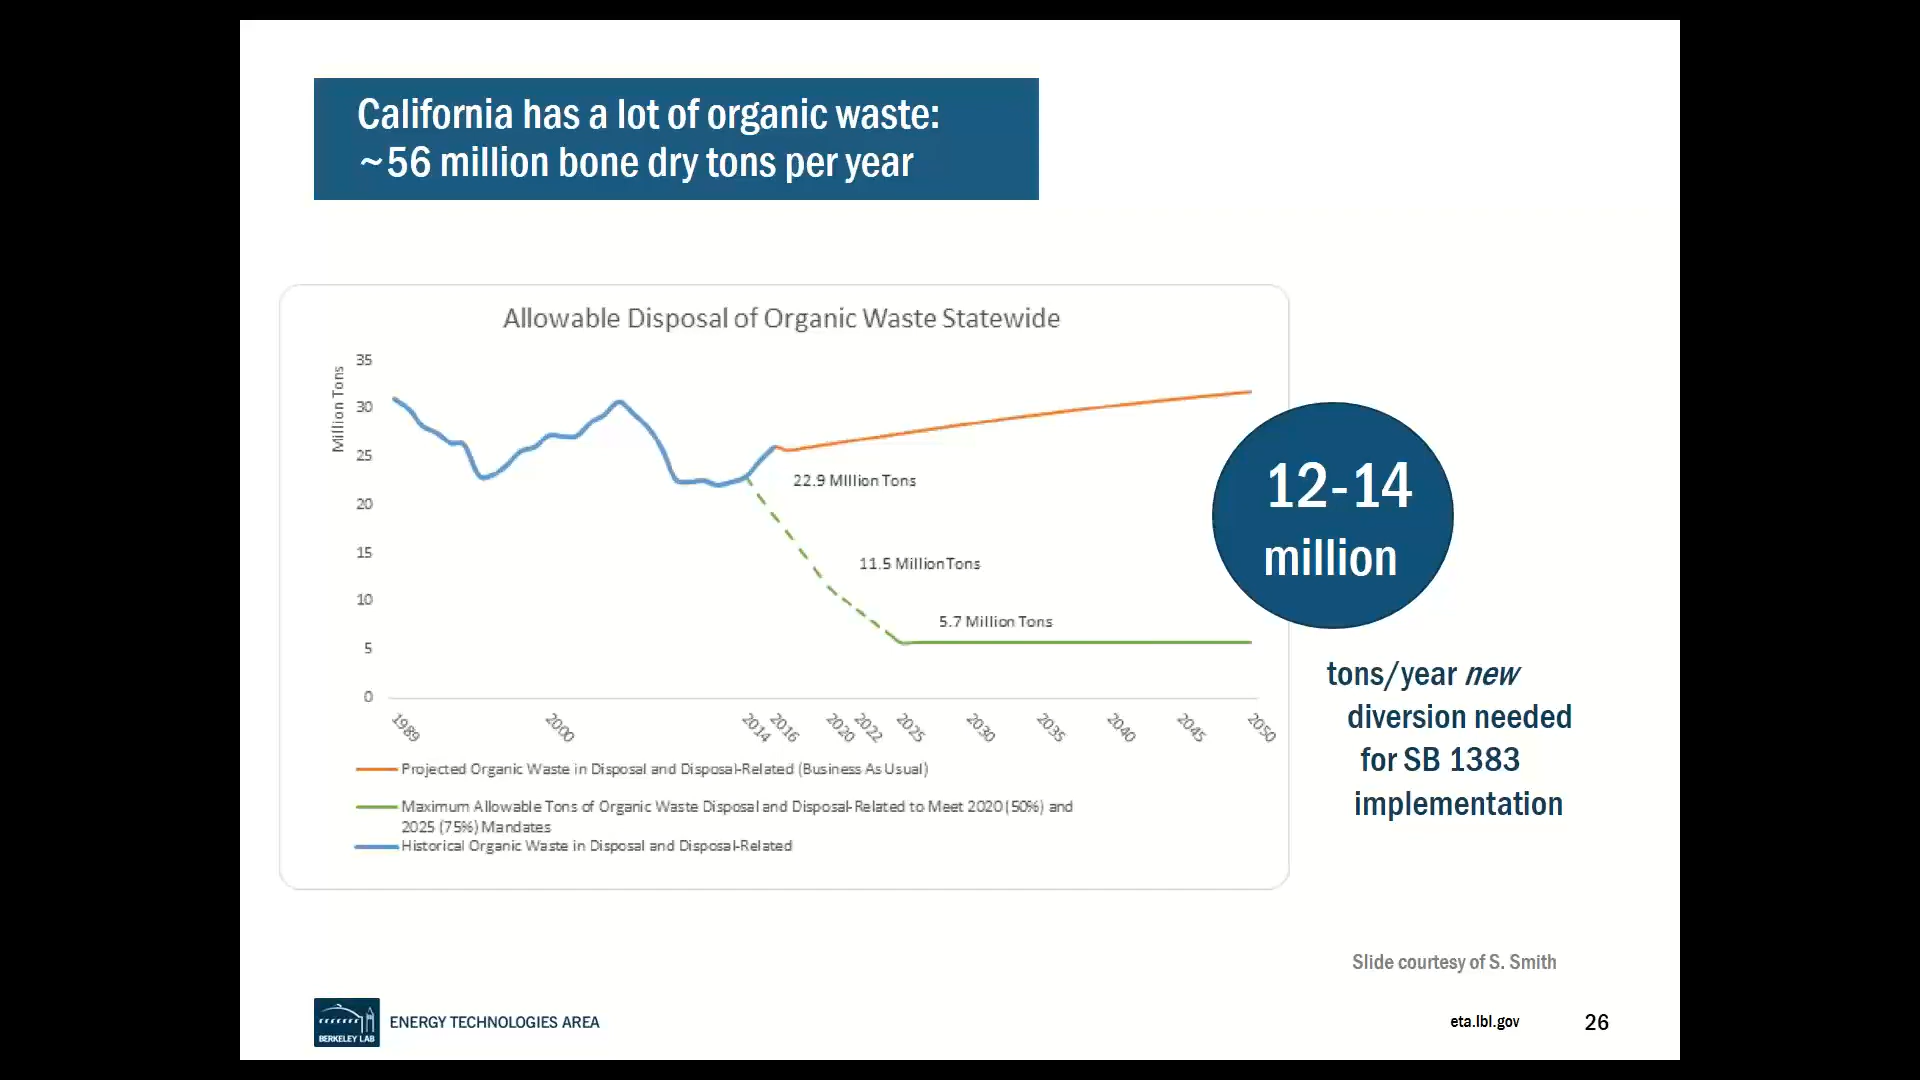 California has a lot of organic waste:
~56 million bone dry tons per year
Allowable Disposal of Organic Waste Statewide
Million Tons
35
30
25
20
15
10
5
0
22.9 MIllion Tons
11.5 MillionTons
5.7 Million Tons
1989
2000
2014
2016
2020
2022
2025
2030
2035
2040
2045
2050
Projected Organic Waste in Disposal and Disposal-Related (Business As Usual)
Maximum Allowable Tons of Organic Waste Disposal and Disposal-Related to Meet 2020 (50%) and
2025 (75%) Mandates
Historical Organic Waste in Disposal and Disposal-Related
12-14
million
tons/year new
diversion needed
for SB 1383
implementation
Slide courtesy of S. Smith
BERKELEY LAB
ENERGY TECHNOLOGIES AREA
eta.lbl.gov
26